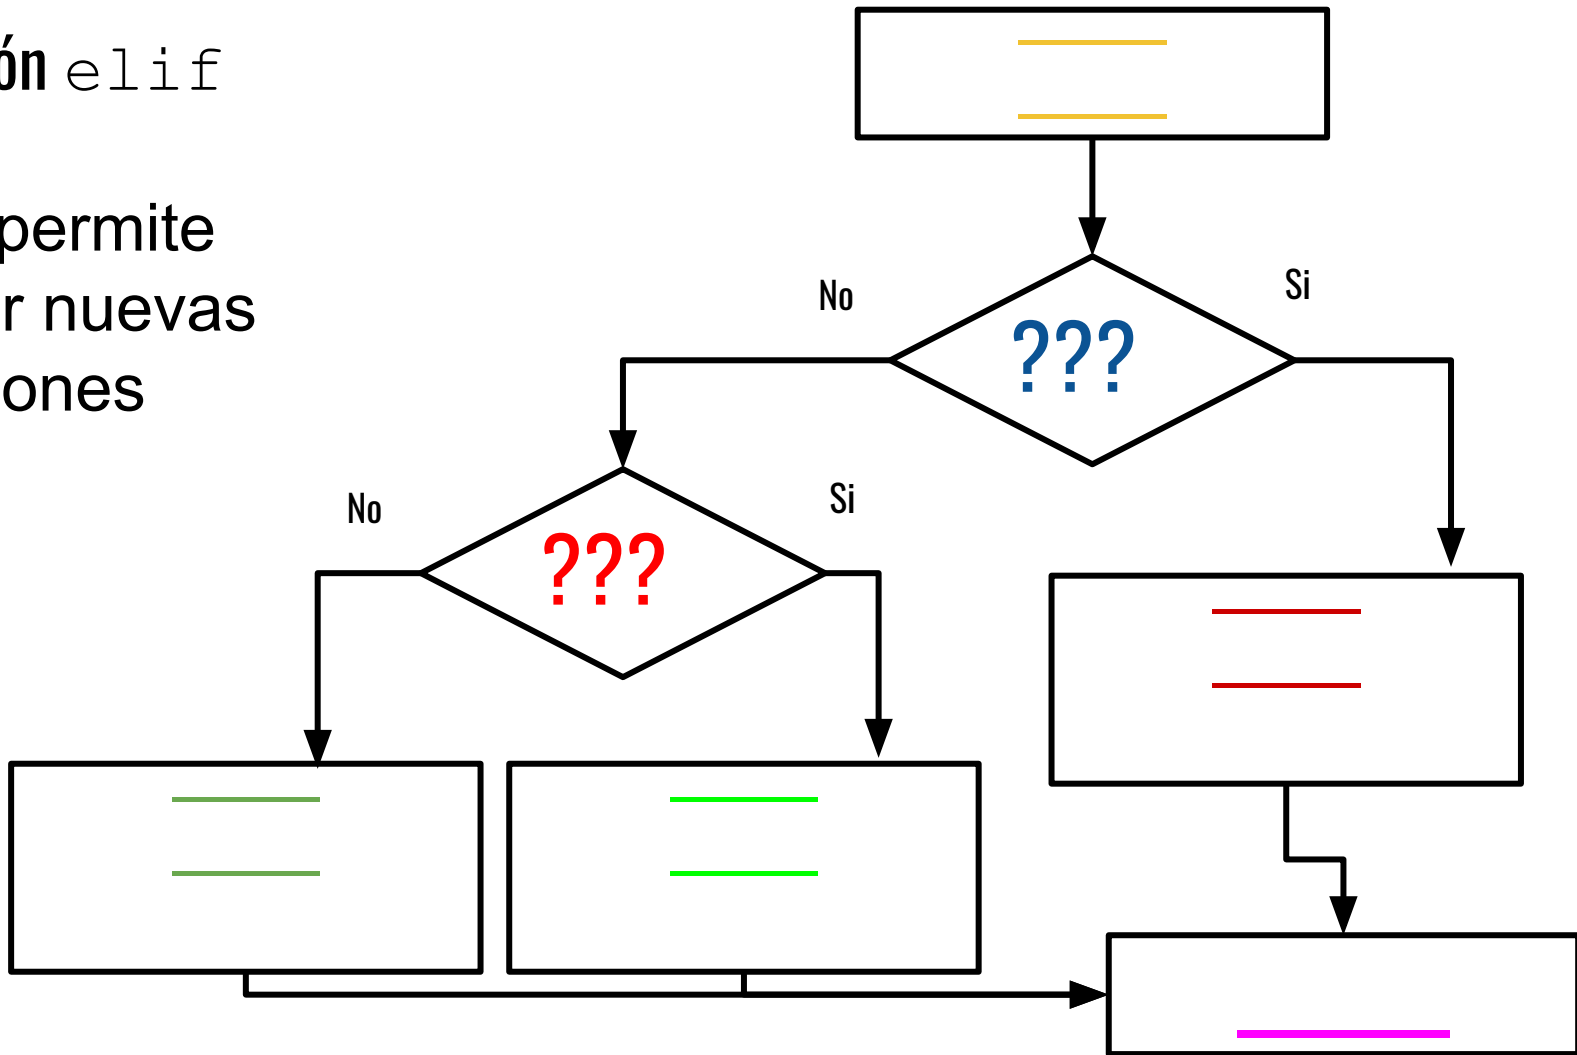 ón elif
permite
r nuevas
ones
No
Si
???
No
Si
???